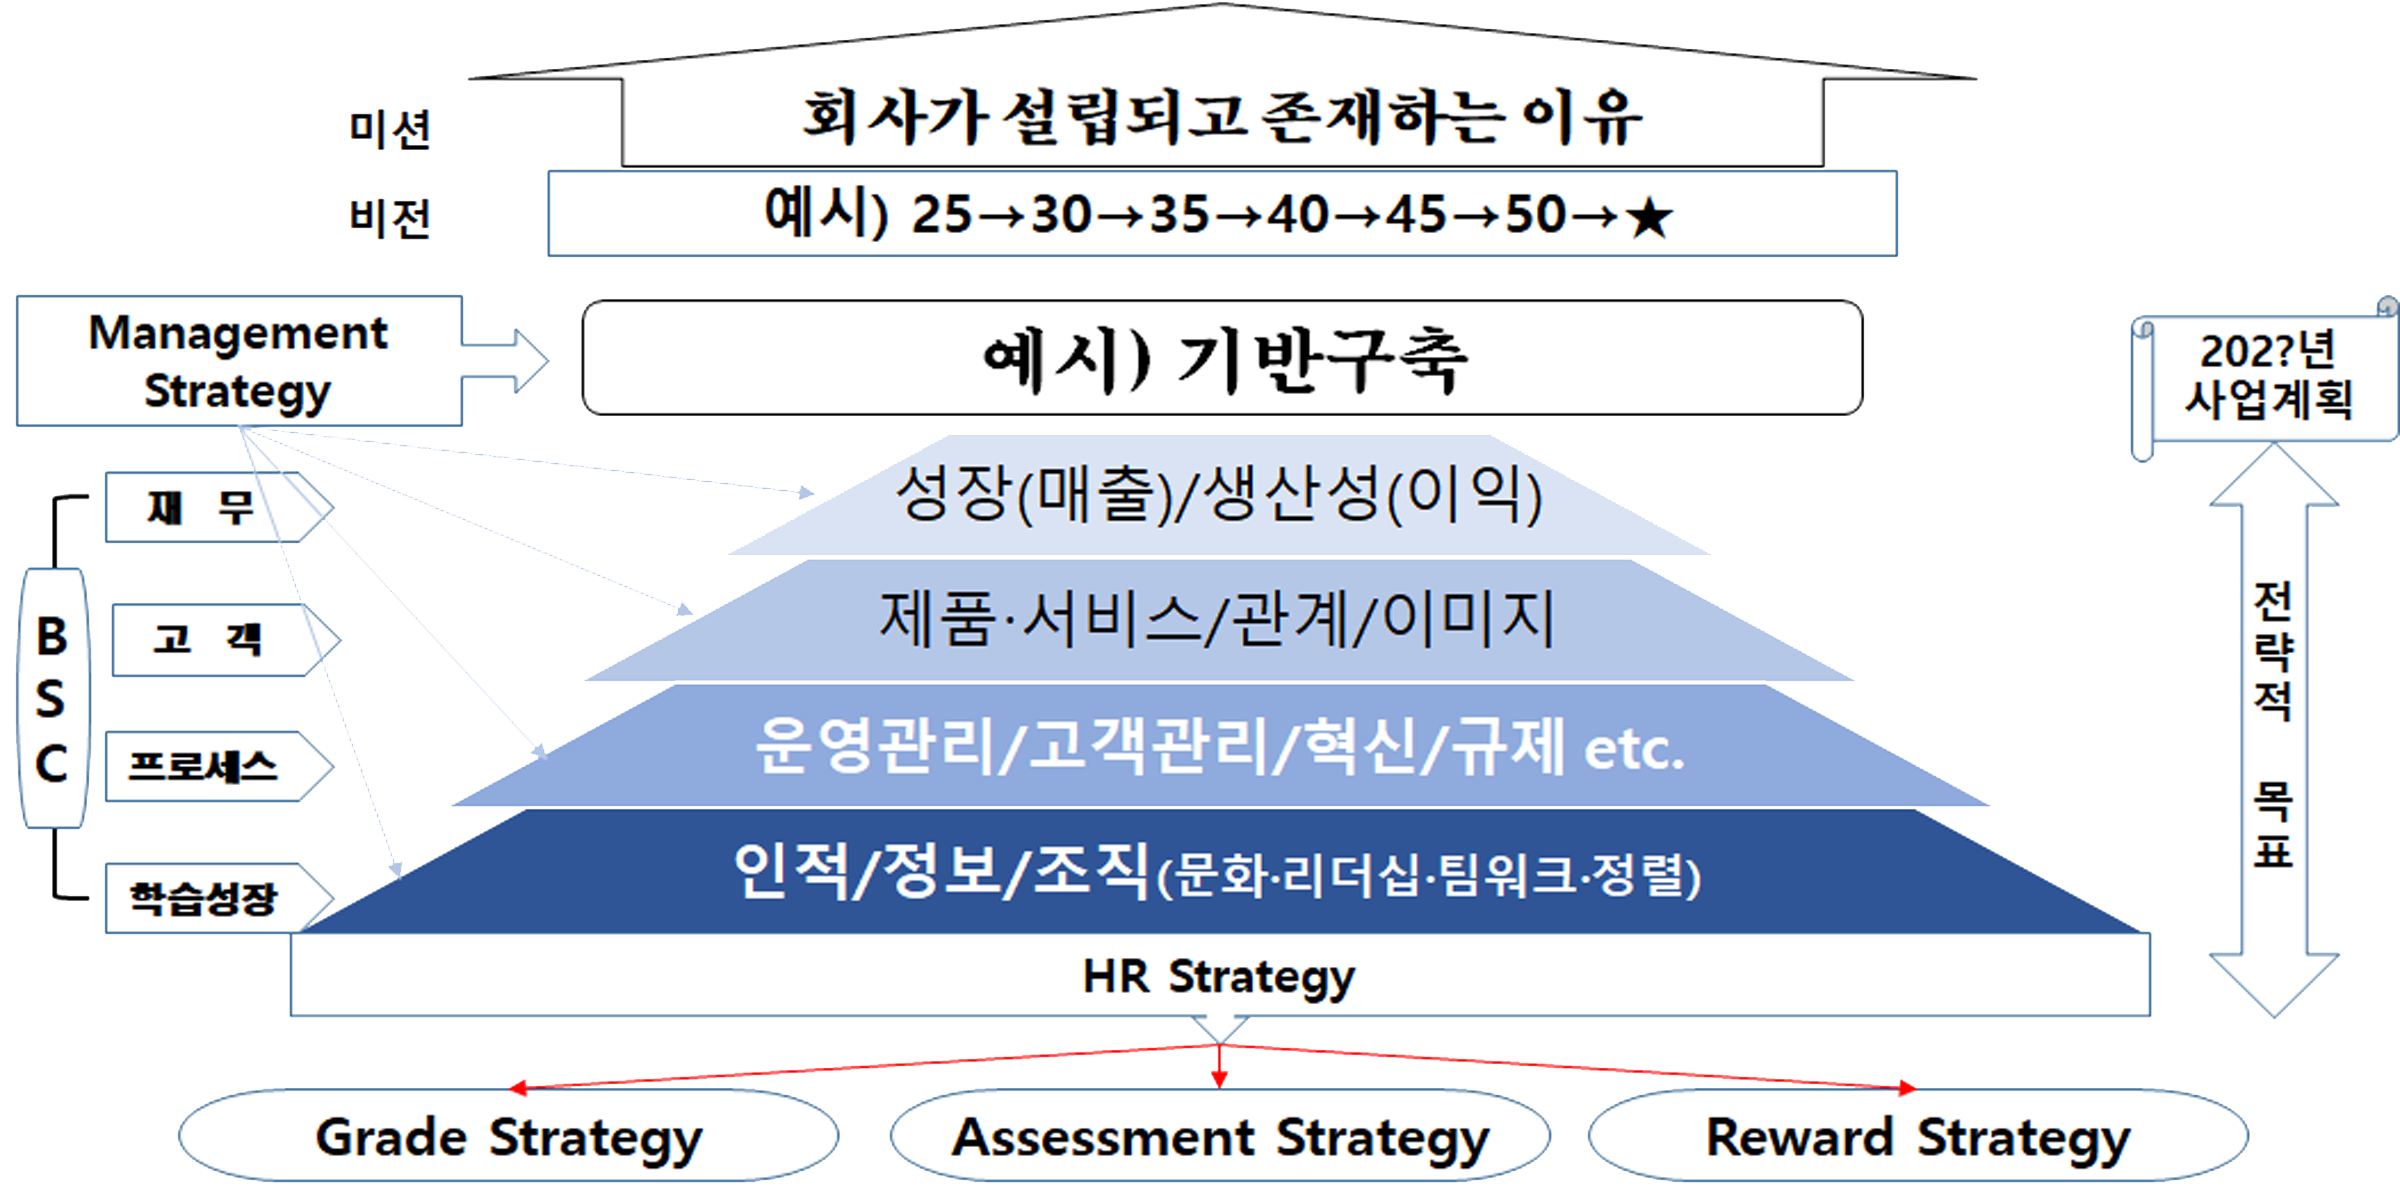 미션
회사가 설립되고 존재하는 이유
비전
예시) 25→30→35→40→45→50→★
Management
Strategy
예시) 기반구축
202?년
사업계획
BSC
재 무
성장(매출)/생산성(이익)
고 객
제품·서비스/관계/이미지
프로세스
운영관리/고객관리/혁신/규제 etc.
학습성장
인적/정보/조직(문화·리더십·팀워크·정렬)
전략적 목표
HR Strategy
Grade Strategy
Assessment Strategy
Reward Strategy